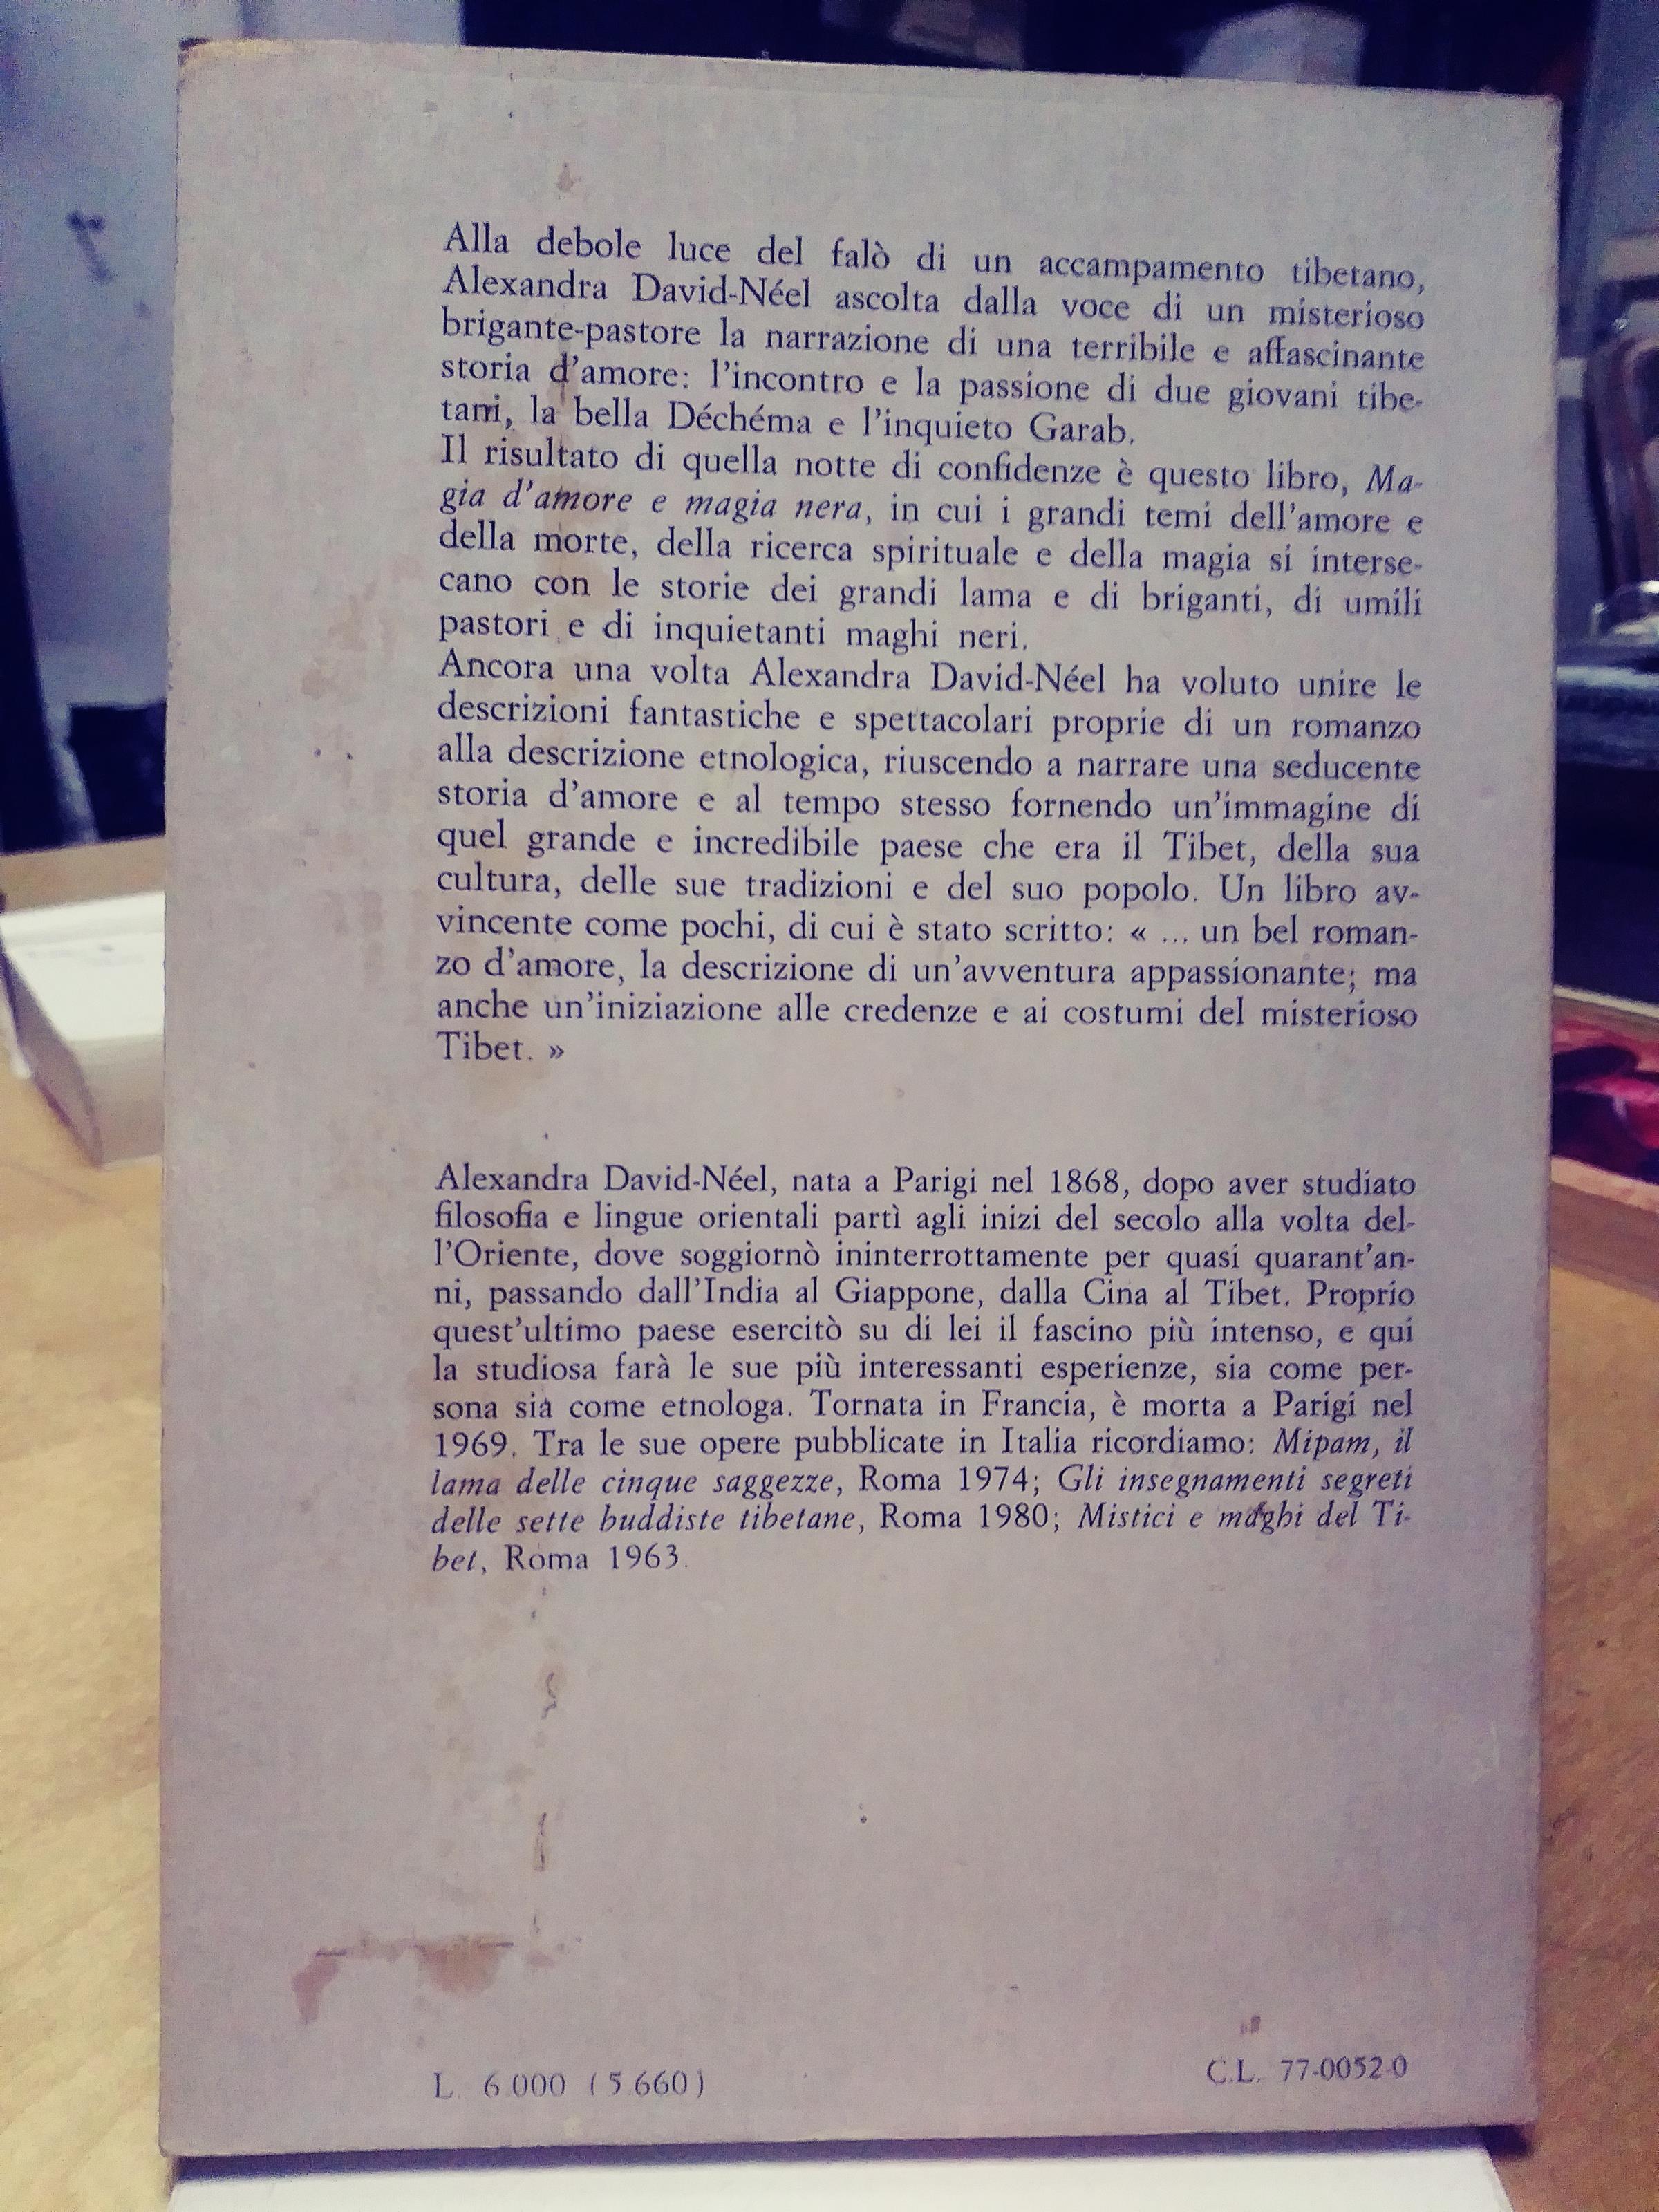 Alla debole luce del falò di un accampamento tibetano,
Alexandra David-Néel ascolta dalla voce di un misterioso
brigante-pastore la narrazione di una terribile e affascinante
storia d'amore: l'incontro e la passione di due giovani tibe-
tani, la bella Déchéma e l'inquieto Garab.
Il risultato di quella notte di confidenze è questo libro, Ma-
gia d'amore e magia nera, in cui i grandi temi dell'amore e
della morte, della ricerca spirituale e della magia si interse-
cano con le storie dei grandi lama e di briganti, di umili
pastori e di inquietanti maghi neri.
Ancora una volta Alexandra David-Néel ha voluto unire le
descrizioni fantastiche e spettacolari proprie di un romanzo
alla descrizione etnologica, riuscendo a narrare una seducente
storia d'amore e al tempo stesso fornendo un'immagine di
quel grande e incredibile paese che era il Tibet, della sua
cultura, delle sue tradizioni e del suo popolo. Un libro av-
vincente come pochi, di cui è stato scritto: « ... un bel roman-
zo d'amore, la descrizione di un'avventura appassionante; ma
anche un'iniziazione alle credenze e ai costumi del misterioso
Tibet. »
Alexandra David-Néel, nata a Parigi nel 1868, dopo aver studiato
filosofia e lingue orientali partì agli inizi del secolo alla volta del-
l'Oriente, dove soggiornò ininterrottamente per quasi quarant'an-
ni, passando dall'India al Giappone, dalla Cina al Tibet. Proprio
quest'ultimo paese esercitò su di lei il fascino più intenso, e qui
la studiosa farà le sue più interessanti esperienze, sia come per-
sona sia come etnologa. Tornata in Francia, è morta a Parigi nel
1969. Tra le sue opere pubblicate in Italia ricordiamo: Mipam, il
lama delle cinque saggezze, Roma 1974; Gli insegnamenti segreti
delle sette buddiste tibetane, Roma 1980; Mistici e maghi del Ti-
bet, Roma 1963.
L. 6.000 (5.660)
C.L. 77-0052-0